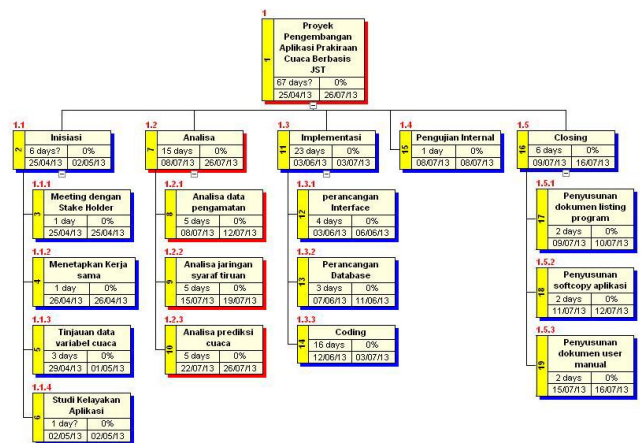 1
Proyek
Pengembangan
Aplikasi Prakiraan
Cuaca Berbasis
JST
1
67 days? 0%
25/04/13 26/07/13
1.1
Inisiasi
2
6 days? 0%
25/04/13 02/05/13
1.2
Analisa
7
15 days 0%
08/07/13 26/07/13
1.3
Implementasi
11
23 days 0%
03/06/13 03/07/13
1.4
Pengujian Internal
15
1 day 0%
08/07/13 08/07/13
1.5
Closing
16
6 days 0%
09/07/13 16/07/13
1.1.1
Meeting dengan
Stake Holder
3
1 day 0%
25/04/13 25/04/13
1.1.2
Menetapkan Kerja
sama
4
1 day 0%
26/04/13 26/04/13
1.1.3
Tinjauan data
variabel cuaca
5
3 days 0%
29/04/13 01/05/13
1.1.4
Studi Kelayakan
Aplikasi
6
1 day? 0%
02/05/13 02/05/13
1.2.1
Analisa data
pengamatan
8
5 days 0%
08/07/13 12/07/13
1.2.2
Analisa jaringan
syaraf tiruan
9
5 days 0%
15/07/13 19/07/13
1.2.3
Analisa prediksi
cuaca
10
5 days 0%
22/07/13 26/07/13
1.3.1
perancangan
Interface
12
4 days 0%
03/06/13 06/06/13
1.3.2
Perancangan
Database
13
3 days 0%
07/06/13 11/06/13
1.3.3
Coding
14
16 days 0%
12/06/13 03/07/13
1.5.1
Penyusunan
dokumen listing
program
17
2 days 0%
09/07/13 10/07/13
1.5.2
Penyusunan
softcopy aplikasi
18
2 days 0%
11/07/13 12/07/13
1.5.3
Penyusunan
dokumen user
manual
19
2 days 0%
15/07/13 16/07/13